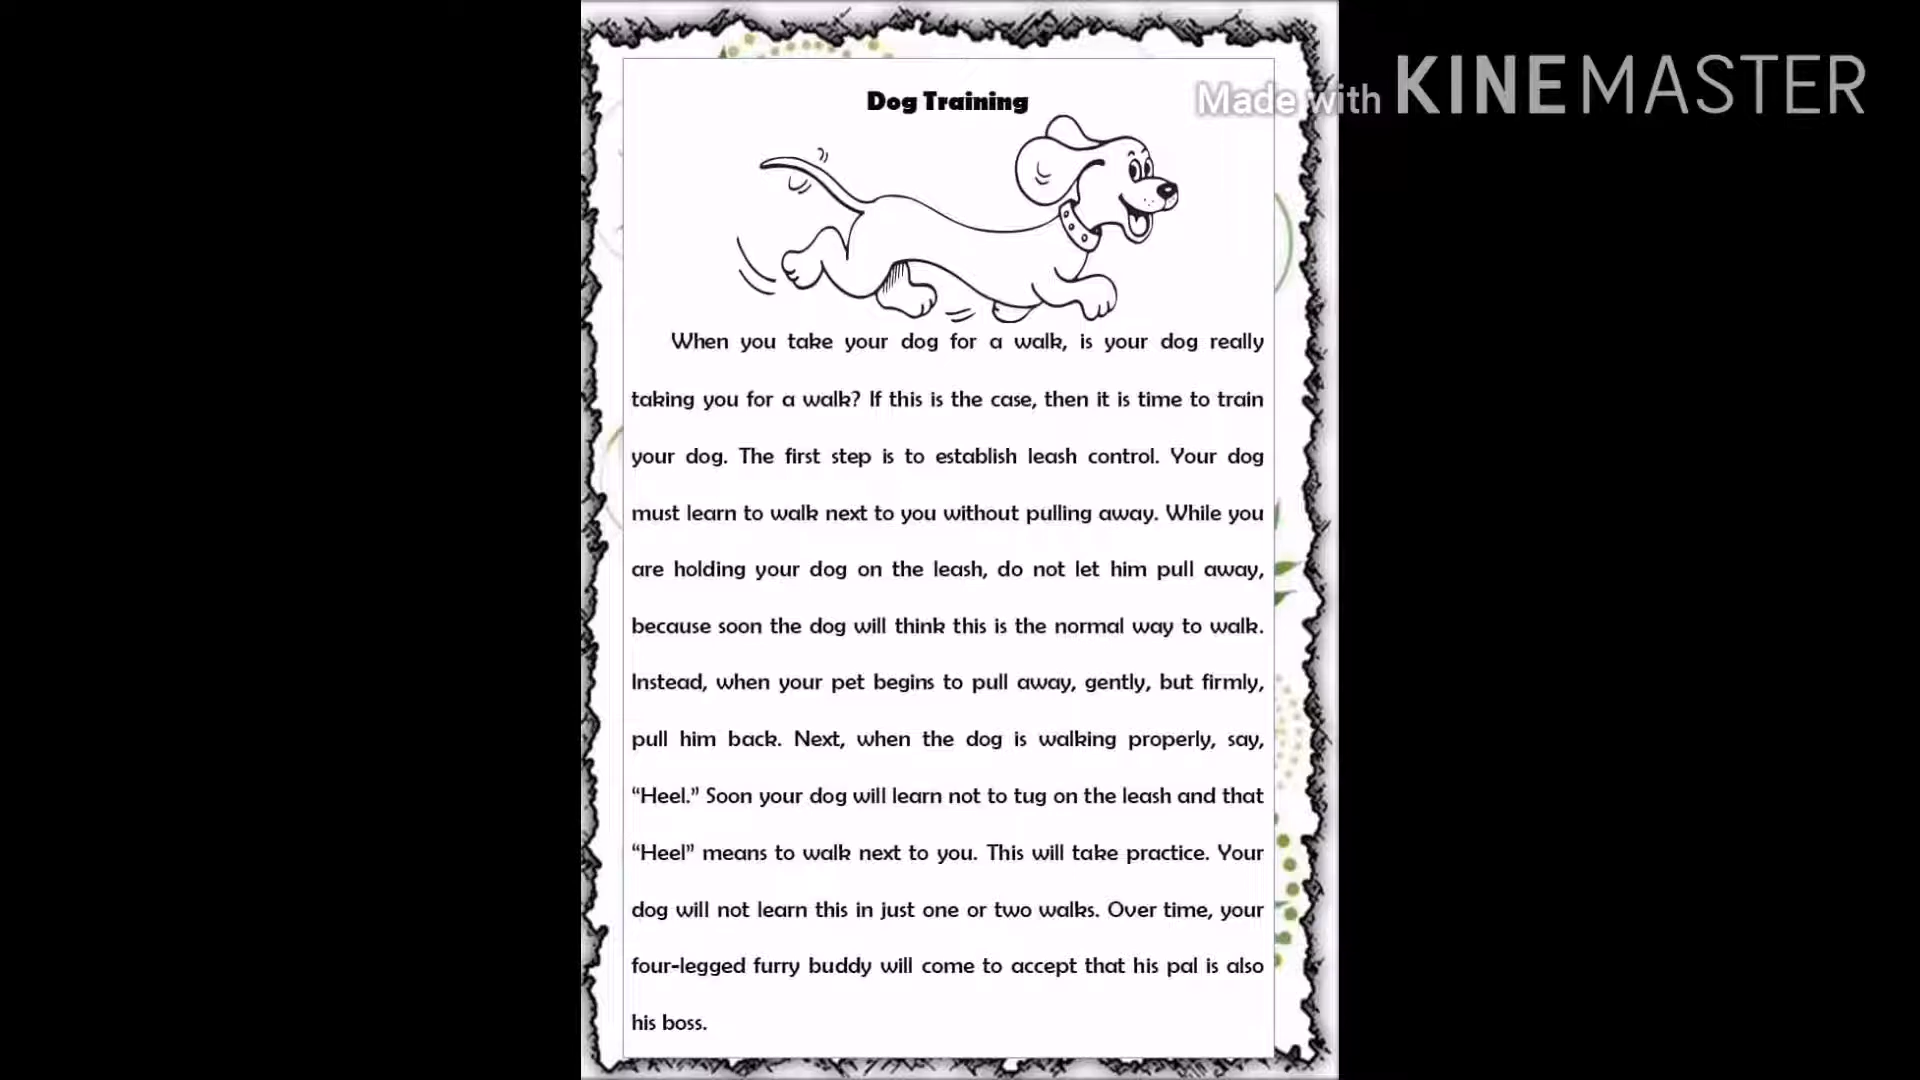 Made with KINEMASTER
Dog Training
When you take your dog for a walk, is your dog really
taking you for a walk? If this is the case, then it is time to train
your dog. The first step is to establish leash control. Your dog
must learn to walk next to you without pulling away. While you
are holding your dog on the leash, do not let him pull away,
because soon the dog will think this is the normal way to walk.
Instead, when your pet begins to pull away, gently, but firmly,
pull him back. Next, when the dog is walking properly, say,
“Heel.” Soon your dog will learn not to tug on the leash and that
“Heel” means to walk next to you. This will take practice. Your
dog will not learn this in just one or two walks. Over time, your
four-legged furry buddy will come to accept that his pal is also
his boss.